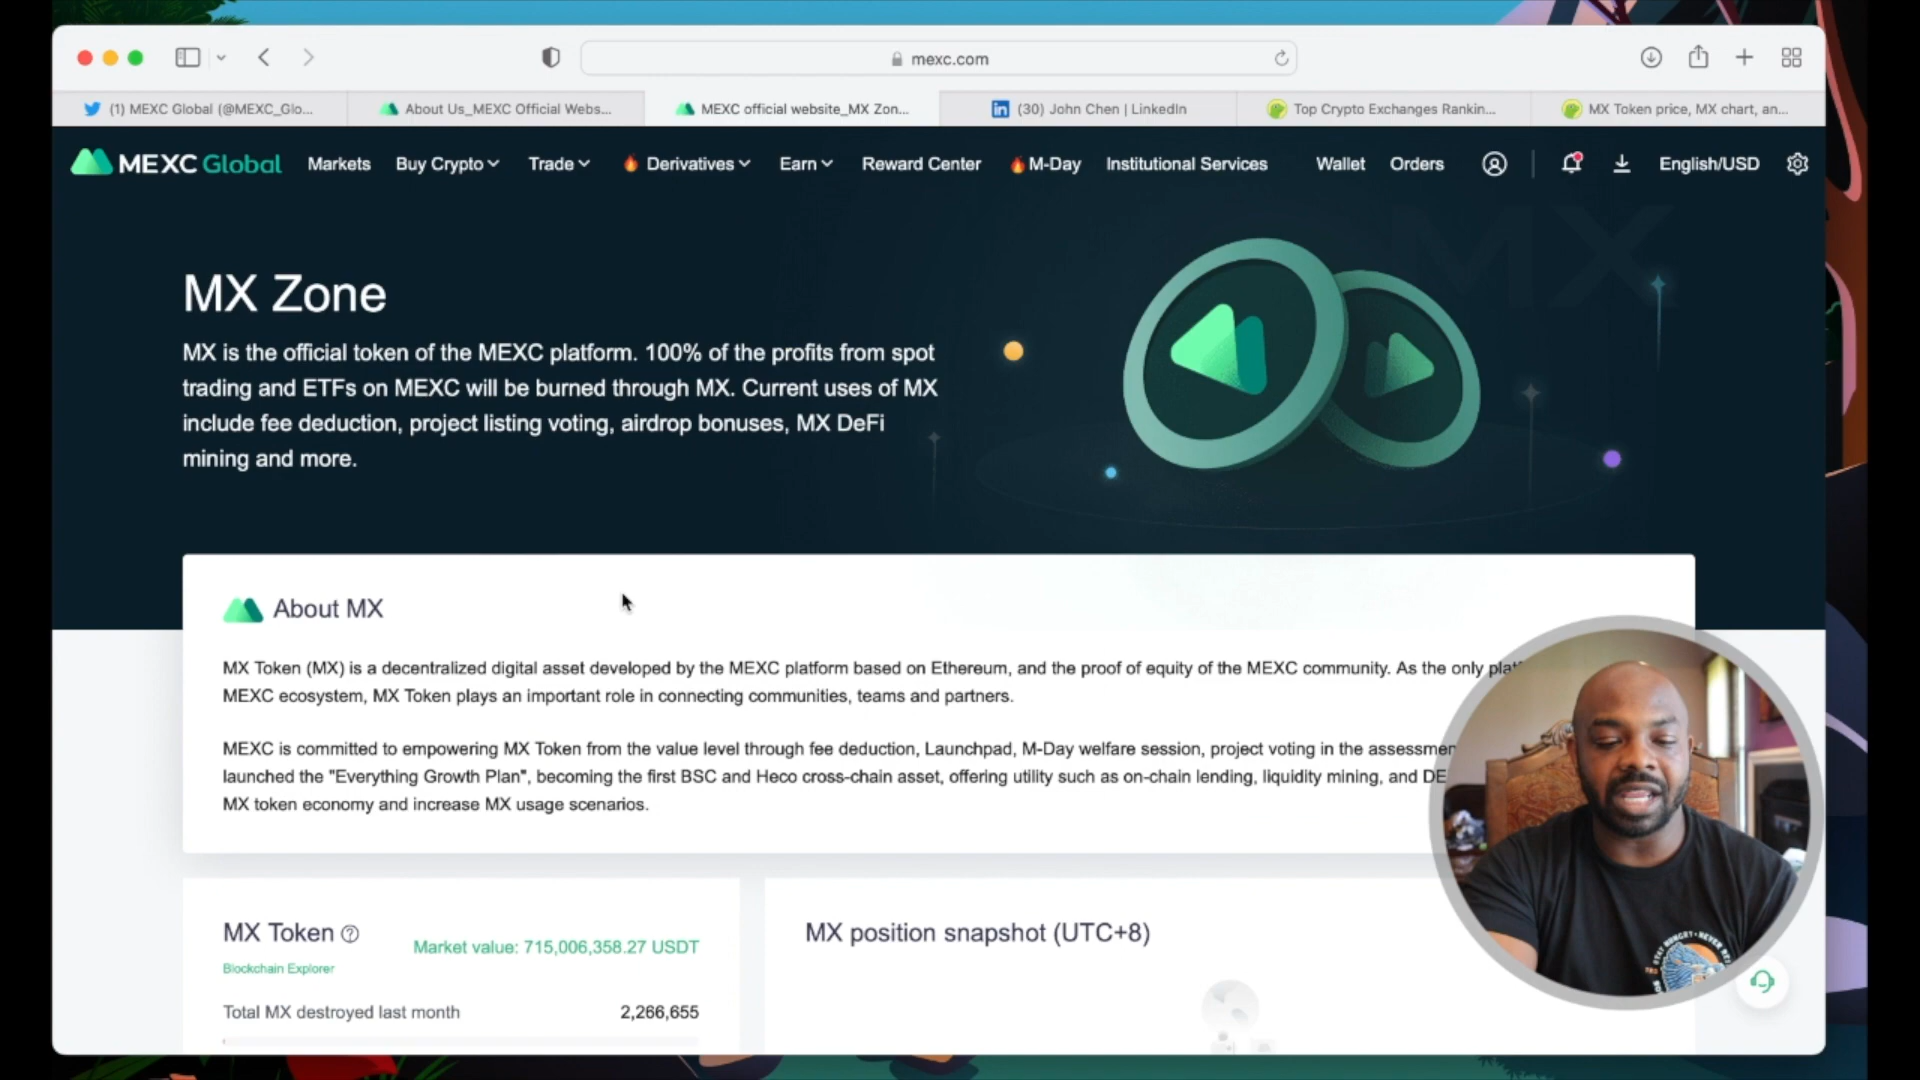 mexc.com
(1) MEXC Global (@MEXC_Glo...
About Us_MEXC Official Webs...
MEXC official website_MX Zon...
(30) John Chen | LinkedIn
Top Crypto Exchanges Rankin...
MX Token price, MX chart, an...
MEXC Global Markets Buy Crypto Trade Derivatives Earn Reward Center M-Day Institutional Services Wallet Orders English/USD
MX
MX Zone
MX is the official token of the MEXC platform. 100% of the profits from spot
trading and ETFs on MEXC will be burned through MX. Current uses of MX
include fee deduction, project listing voting, airdrop bonuses, MX DeFi
mining and more.
About MX
MX Token (MX) is a decentralized digital asset developed by the MEXC platform based on Ethereum, and the proof of equity of the MEXC community. As the only plat
MEXC ecosystem, MX Token plays an important role in connecting communities, teams and partners.
MEXC is committed to empowering MX Token from the value level through fee deduction, Launchpad, M-Day welfare session, project voting in the assessmen
launched the "Everything Growth Plan", becoming the first BSC and Heco cross-chain asset, offering utility such as on-chain lending, liquidity mining, and DE
MX token economy and increase MX usage scenarios.
MX Token
Market value: 715,006,358.27 USDT
Blockchain Explorer
Total MX destroyed last month 2,266,655
MX position snapshot (UTC+8)